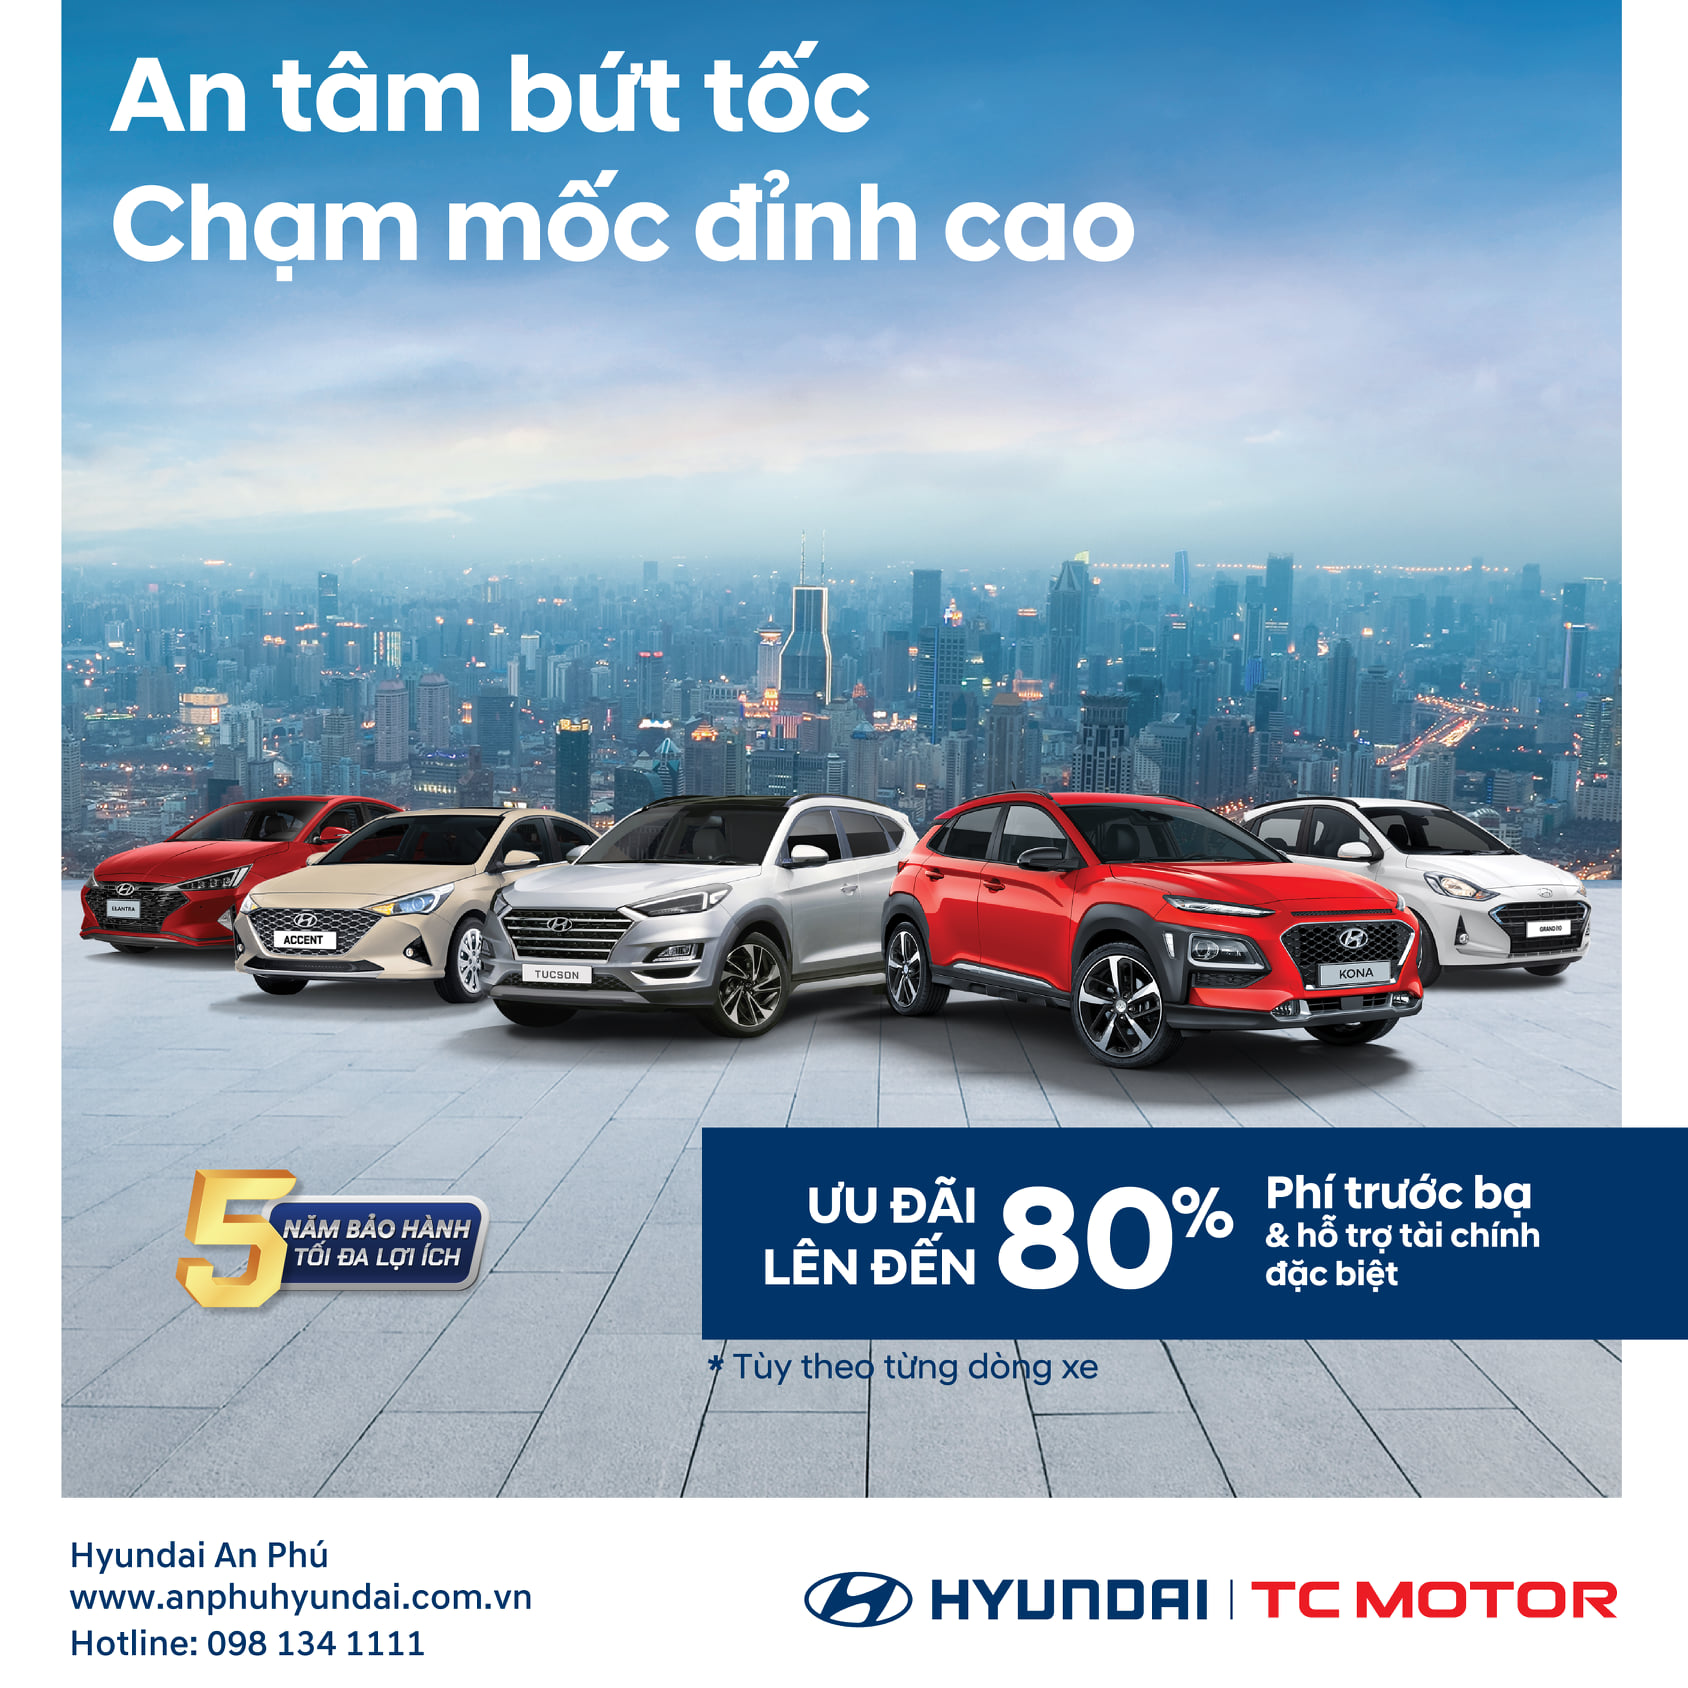 An tâm bứt tốc
Chạm mốc đỉnh cao
ELANTRA
ACCENT
TUCSON
KONA
GRAND i10
5 NĂM BẢO HÀNH
TỐI ĐA LỢI ÍCH
ƯU ĐÃI
LÊN ĐẾN
80%
Phí trước bạ
& hỗ trợ tài chính
đặc biệt
* Tùy theo từng dòng xe
Hyundai An Phú
www.anphuhyundai.com.vn
Hotline: 098 134 1111
HYUNDAI | TC MOTOR